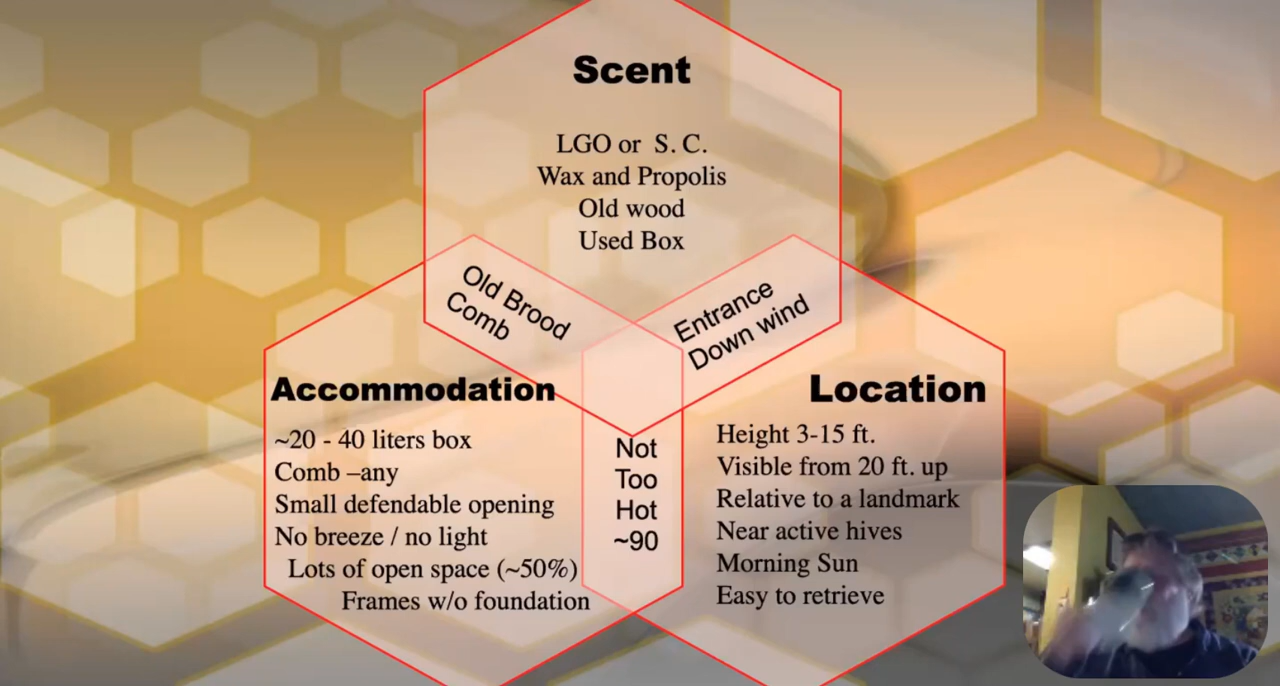 Scent
LGO or S. C.
Wax and Propolis
Old wood
Used Box
Old Brood
Comb
Entrance
Down wind
Accommodation
~20 - 40 liters box
Comb –any
Small defendable opening
No breeze / no light
Lots of open space (~50%)
Frames w/o foundation
Not
Too
Hot
~90
Location
Height 3-15 ft.
Visible from 20 ft. up
Relative to a landmark
Near active hives
Morning Sun
Easy to retrieve